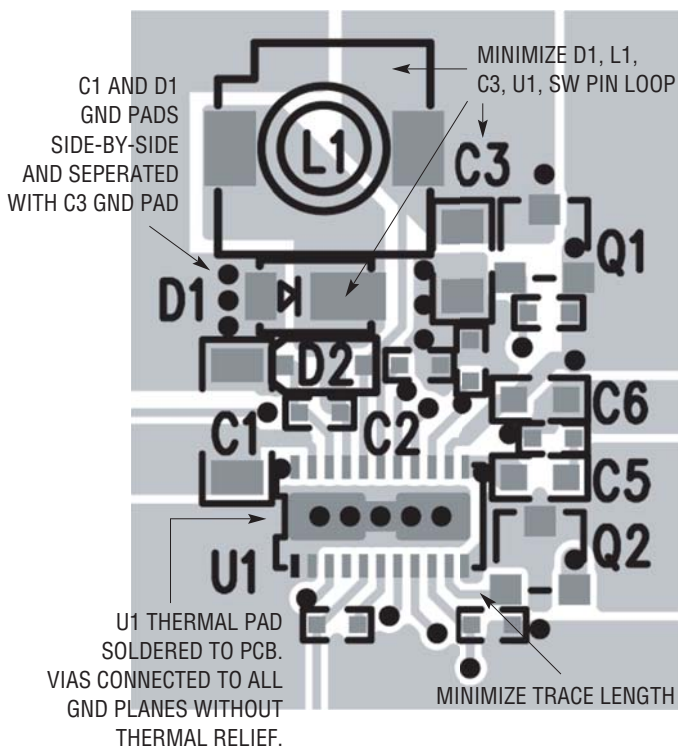 C1 AND D1
GND PADS
SIDE-BY-SIDE
AND SEPERATED
WITH C3 GND PAD
MINIMIZE D1, L1,
C3, U1, SW PIN LOOP
L1
C3
Q1
D1
D2
C1
C2
C6
C5
Q2
U1
U1 THERMAL PAD
SOLDERED TO PCB.
VIAS CONNECTED TO ALL
GND PLANES WITHOUT
THERMAL RELIEF.
MINIMIZE TRACE LENGTH